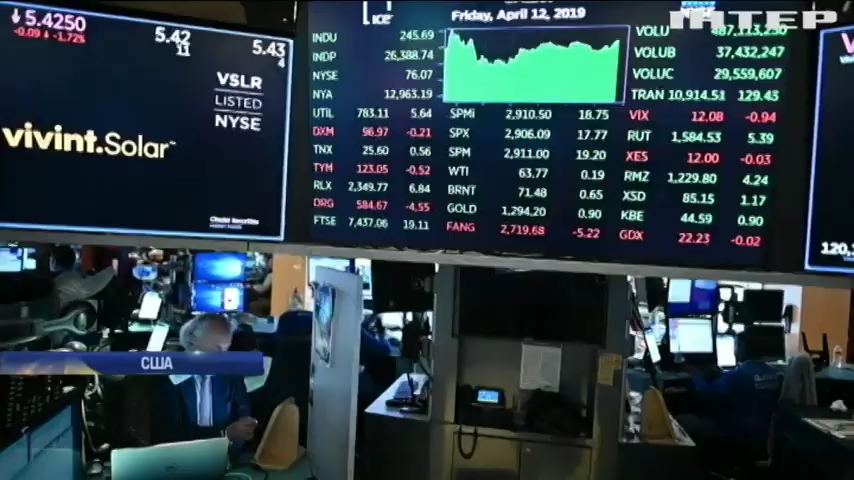 Friday, April 12, 2019
ІНТЕР
↓5.4250
-0.09 ↓-1.72%
5.42
11
5.43
4
VSLR
LISTED
NYSE
vivint.Solar
INDU 245.69
INDP 26,388.74
NYSE 76.07
NYA 12,963.19
UTIL 783.11 5.64
DXM 96.97 -0.21
TNX 25.60 0.56
TYM 123.05 -0.52
RLX 2,349.77 6.84
DRG 584.67 -4.55
FTSE 7,437.06 19.11
SPMi 2,910.50 18.75
SPX 2,906.09 17.77
SPM 2,911.00 19.20
WTI 63.77 0.19
BRNT 71.48 0.65
GOLD 1,294.20 0.90
FANG 2,719.68 -5.22
VOLU 487,113,250
VOLUB 37,432,247
VOLUC 29,559,607
TRAN 10,914.51 129.43
VIX 12.08 -0.94
RUT 1,584.53 5.39
XES 12.00 -0.03
RMZ 1,229.80 4.24
XSD 85.15 1.17
KBE 44.59 0.90
GDX 22.23 -0.02
США